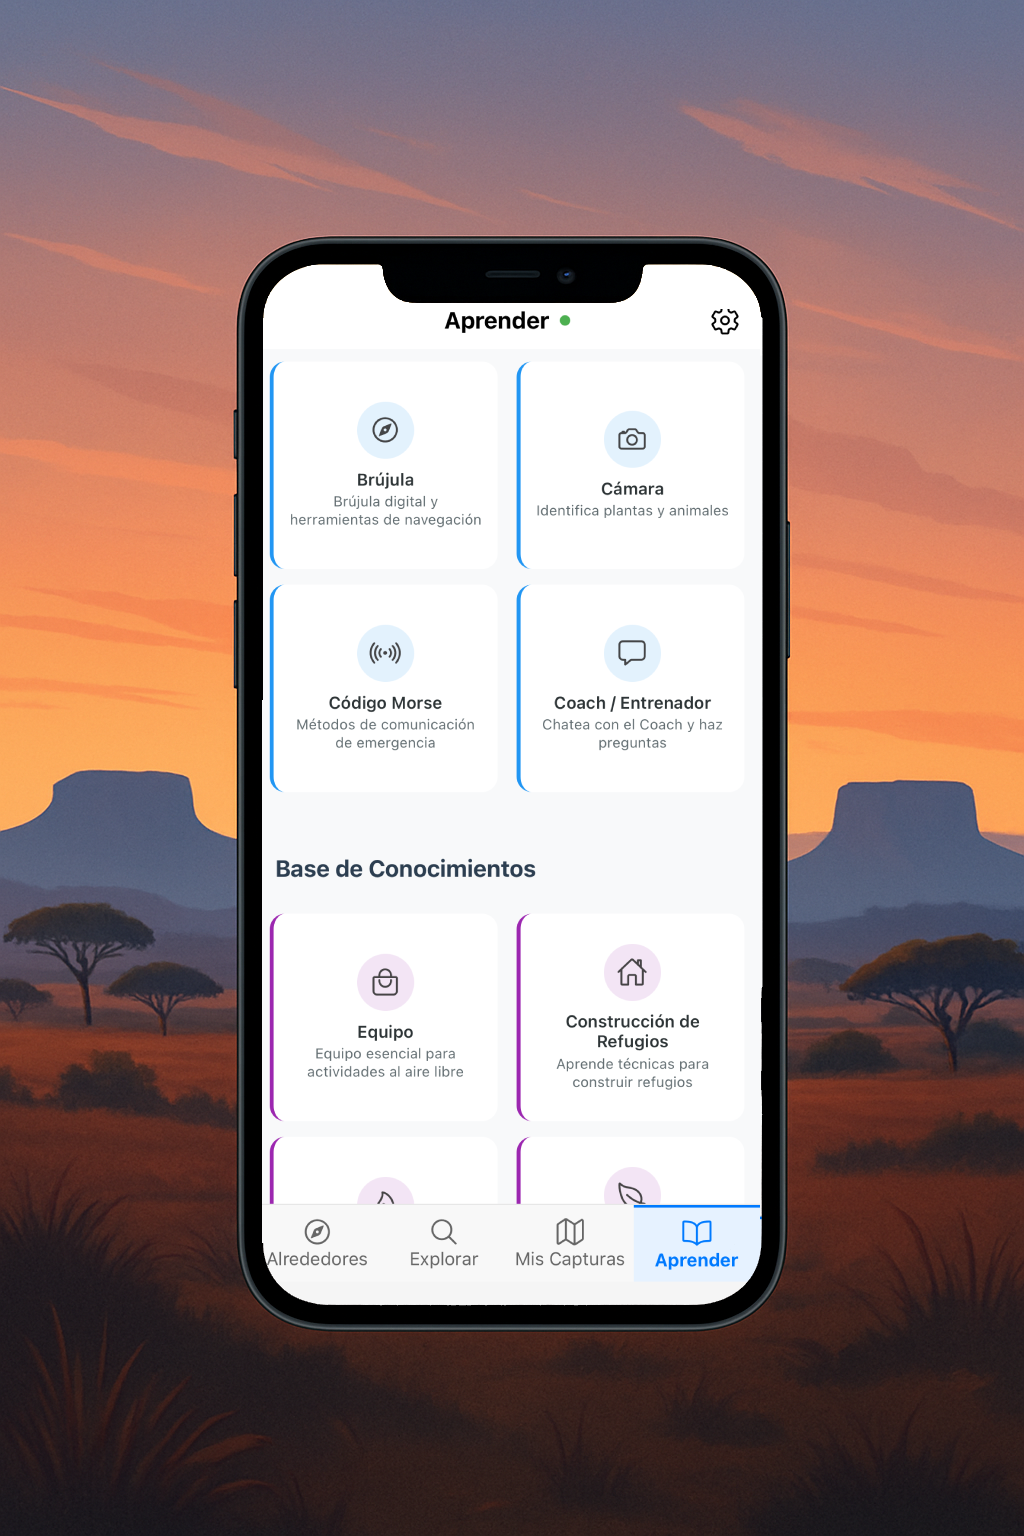 Aprender
Brújula
Brújula digital y
herramientas de navegación
Cámara
Identifica plantas y animales
Código Morse
Métodos de comunicación
de emergencia
Coach / Entrenador
Chatea con el Coach y haz
preguntas
Base de Conocimientos
Equipo
Equipo esencial para
actividades al aire libre
Construcción de
Refugios
Aprende técnicas para
construir refugios
Alrededores
Explorar
Mis Capturas
Aprender